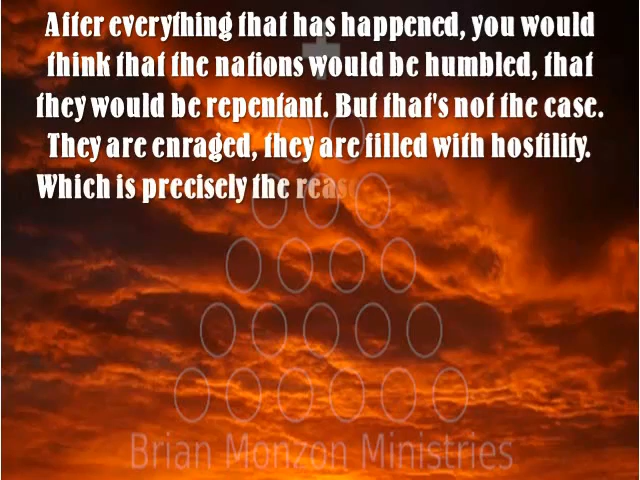 After everything that has happened, you would
think that the nations would be humbled, that
they would be repentant. But that's not the case.
They are enraged, they are filled with hostility.
Which is precisely the
Brian Monzon Ministries